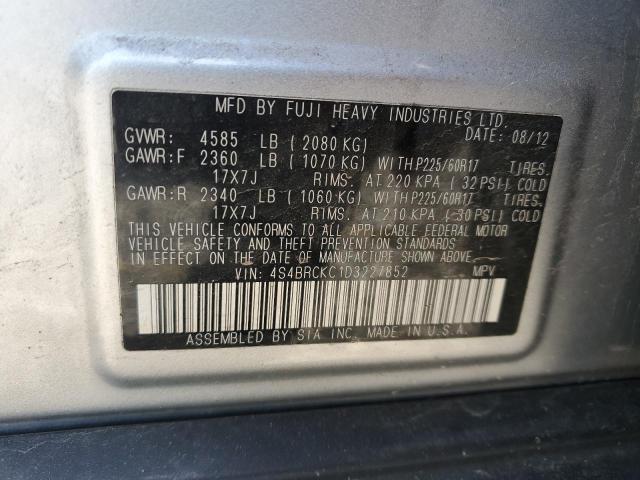 MFD BY FUJI HEAVY INDUSTRIES LTD.
DATE: 08/12
GVWR: 4585 LB ( 2080 KG)
GAWR:F 2360 LB ( 1070 KG) WITH P225/60R17 TIRES.
17X7J RIMS. AT 220 KPA ( 32 PSI) COLD
GAWR:R 2340 LB ( 1060 KG) WITH P225/60R17 TIRES.
17X7J RIMS. AT 210 KPA ( 30 PSI) COLD
THIS VEHICLE CONFORMS TO ALL APPLICABLE FEDERAL MOTOR
VEHICLE SAFETY AND THEFT PREVENTION STANDARDS
IN EFFECT ON THE DATE OF MANUFACTURE SHOWN ABOVE.
VIN: 4S4BRCKC1D3227852 MPV
ASSEMBLED BY SIA INC. MADE IN U.S.A.